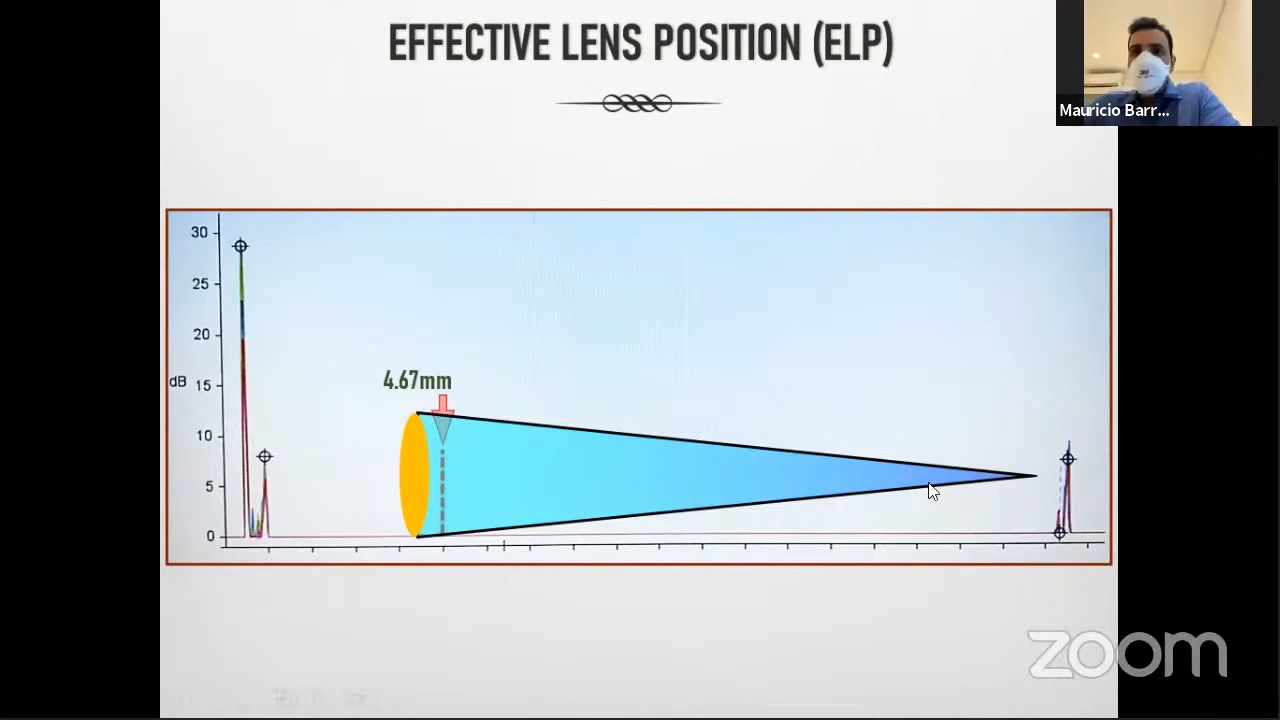 EFFECTIVE LENS POSITION (ELP)
Mauricio Barr...
30
25
20
dB 15
10
5
0
4.67mm
zoom